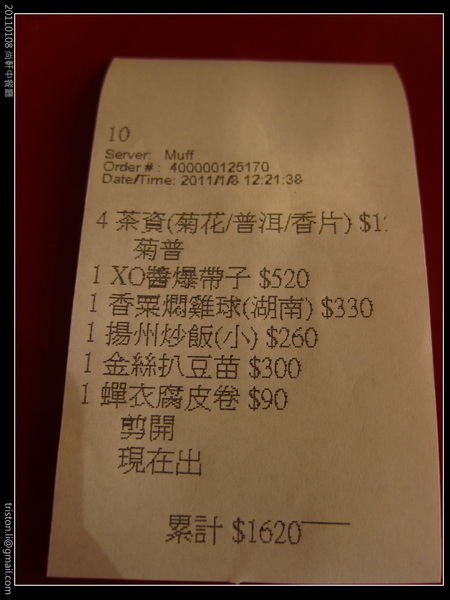 20110108 尚軒中餐廳
10
Server: Muff
Order #: 400000125170
Date/Time: 2011/1/8 12:21:38
4 茶資(菊花/普洱/香片) $12
菊普
1 XO醬爆帶子 $520
1 香粟燜雞球(湖南) $330
1 揚州炒飯(小) $260
1 金絲扒豆苗 $300
1 蟬衣腐皮卷 $90
剪開
現在出
累計 $1620
triston.li@gmail.com